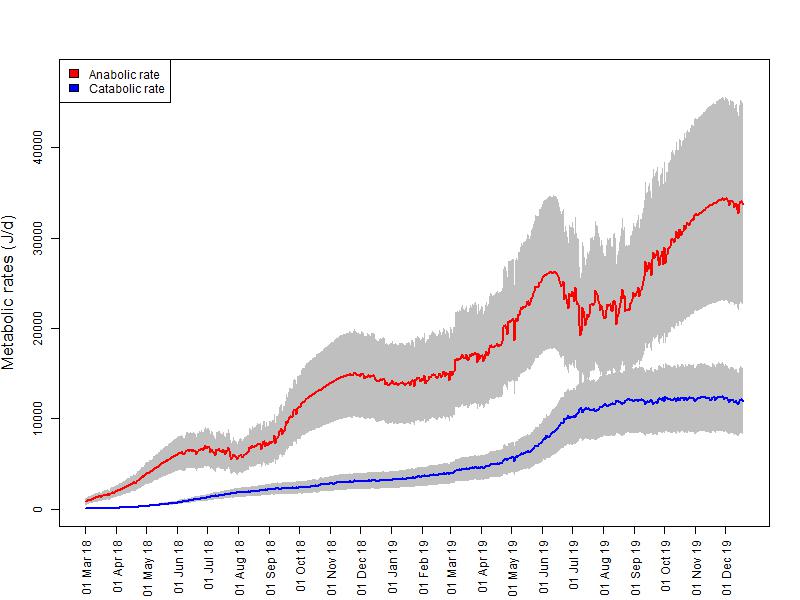 Anabolic rate
Catabolic rate
Metabolic rates (J/d)
40000
30000
20000
10000
0
01 Mar 18
01 Apr 18
01 May 18
01 Jun 18
01 Jul 18
01 Aug 18
01 Sep 18
01 Oct 18
01 Nov 18
01 Dec 18
01 Jan 19
01 Feb 19
01 Mar 19
01 Apr 19
01 May 19
01 Jun 19
01 Jul 19
01 Aug 19
01 Sep 19
01 Oct 19
01 Nov 19
01 Dec 19